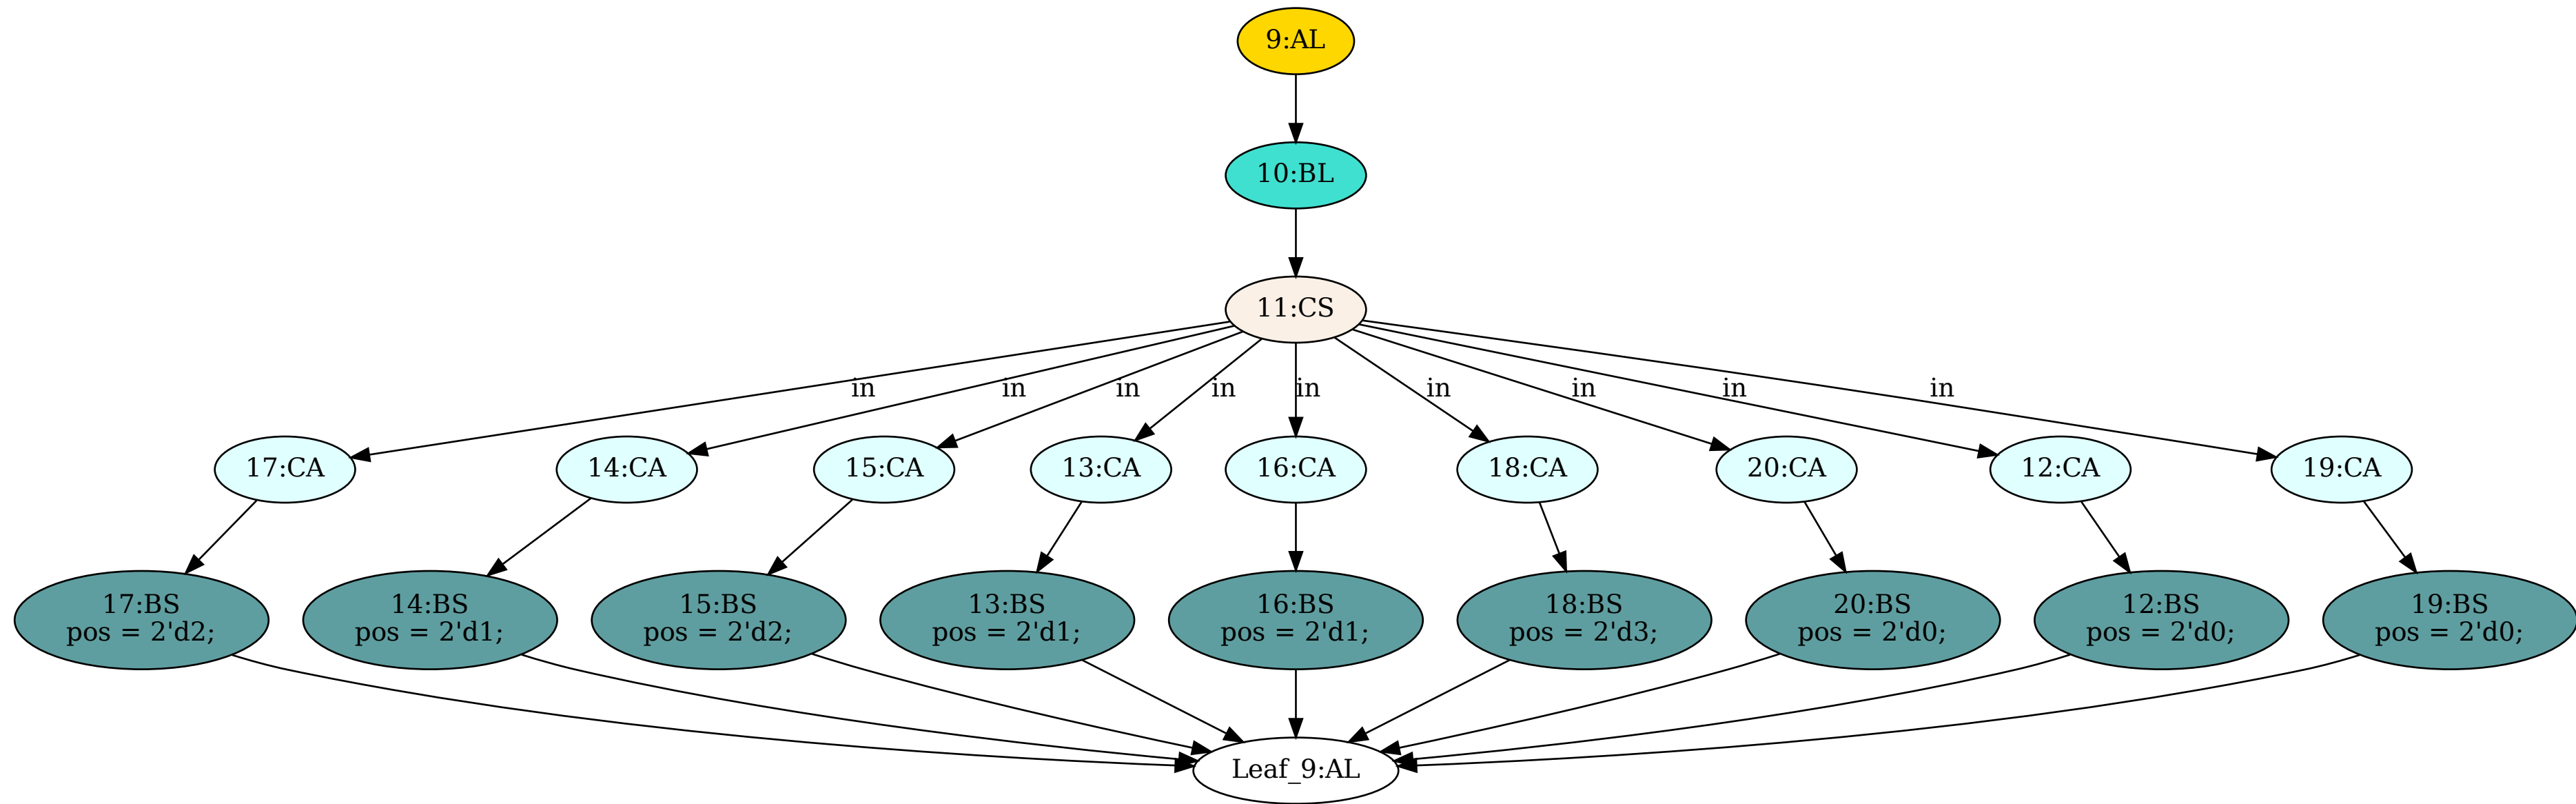 9:AL
10:BL
11:CS
in in in in in in in in in
17:CA 14:CA 15:CA 13:CA 16:CA 18:CA 20:CA 12:CA 19:CA
17:BS 14:BS 15:BS 13:BS 16:BS 18:BS 20:BS 12:BS 19:BS
pos = 2'd2; pos = 2'd1; pos = 2'd2; pos = 2'd1; pos = 2'd1; pos = 2'd3; pos = 2'd0; pos = 2'd0; pos = 2'd0;
Leaf_9:AL